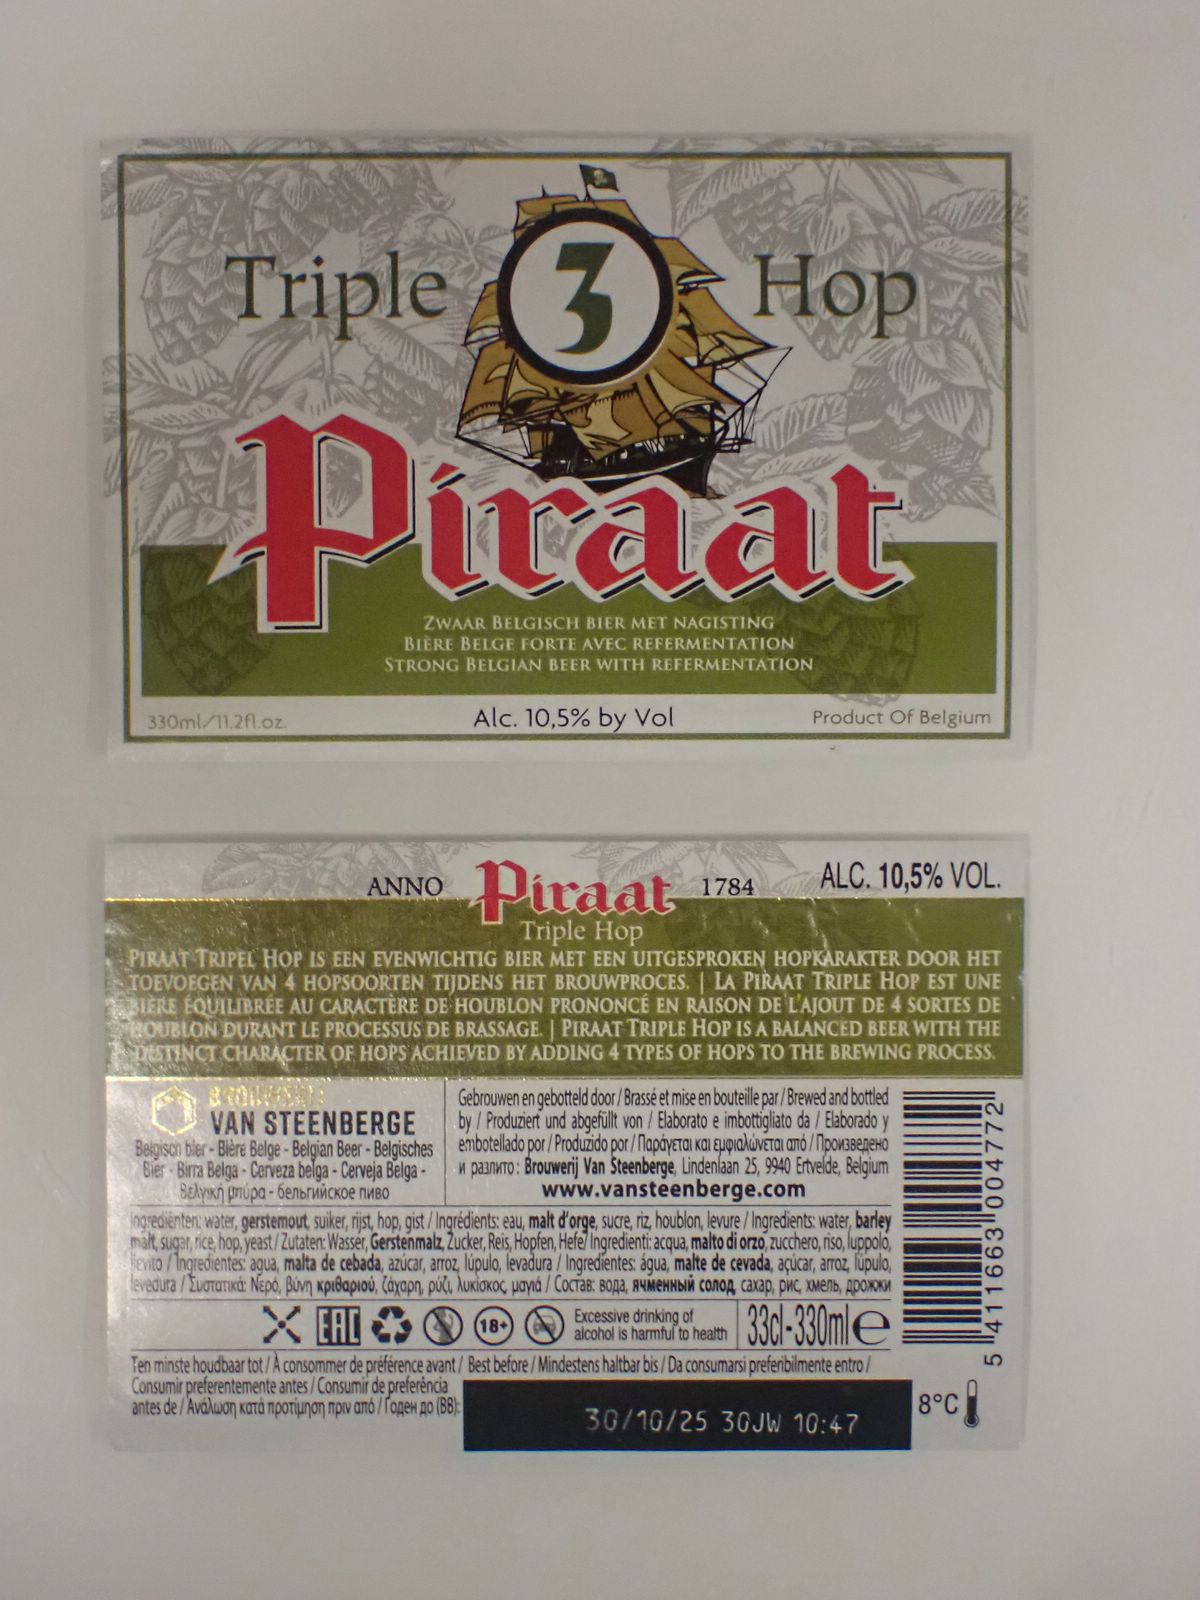 Triple 3 Hop
Piraat
ZWAAR BELGISCH BIER MET NAGISTING
BIÈRE BELGE FORTE AVEC REFERMENTATION
STRONG BELGIAN BEER WITH REFERMENTATION
330ml/11.2fl.oz. Alc. 10,5% by Vol Product Of Belgium
ANNO Piraat 1784 ALC. 10,5% VOL.
Triple Hop
PIRAAT TRIPEL HOP IS EEN EVENWICHTIG BIER MET EEN UITGESPROKEN HOPKARAKTER DOOR HET
TOEVOEGEN VAN 4 HOPSOORTEN TIJDENS HET BROUWPROCES. | LA PIRAAT TRIPLE HOP EST UNE
BIÈRE ÉQUILIBRÉE AU CARACTÈRE DE HOUBLON PRONONCÉ EN RAISON DE L'AJOUT DE 4 SORTES DE
HOUBLON DURANT LE PROCESSUS DE BRASSAGE. | PIRAAT TRIPLE HOP IS A BALANCED BEER WITH THE
DISTINCT CHARACTER OF HOPS ACHIEVED BY ADDING 4 TYPES OF HOPS TO THE BREWING PROCESS.
BROUWERIJ
VAN STEENBERGE
Belgisch bier - Bière Belge - Belgian Beer - Belgisches
Bier - Birra Belga - Cerveza belga - Cerveja Belga -
Βελγική μπύρα - бельгийское пиво
Gebrouwen en gebotteld door / Brassé et mise en bouteille par / Brewed and bottled
by / Produziert und abgefüllt von / Elaborato e imbottigliato da / Elaborado y
embotellado por / Produzido por / Παράγεται και εμφιαλώνεται από / Произведено
и разлито : Brouwerij Van Steenberge, Lindenlaan 25, 9940 Ertvelde, Belgium
www.vansteenberge.com
Ingrediënten: water, gerstemout, suiker, rijst, hop, gist / Ingrédients: eau, malt d'orge, sucre, riz, houblon, levure / Ingredients: water, barley
malt, sugar, rice, hop, yeast / Zutaten: Wasser, Gerstenmalz, Zucker, Reis, Hopfen, Hefe/ Ingredienti: acqua, malto di orzo, zucchero, riso, luppolo,
lievito / Ingredientes: agua, malta de cebada, azúcar, arroz, lúpulo, levadura / Ingredientes: água, malte de cevada, açúcar, arroz, lúpulo,
levedura / Συστατικά: Νερό, βύνη κριθαριού, ζάχαρη, ρύζι, λυκίσκος, μαγιά / Состав: вода, ячменный солод, сахар, рис, хмель, дрожжи
EAC 18+ Excessive drinking of
alcohol is harmful to health
33cl-330ml e
5 411663 004772
Ten minste houdbaar tot / À consommer de préférence avant / Best before / Mindestens haltbar bis / Da consumarsi preferibilmente entro /
Consumir preferentemente antes / Consumir de preferência
antes de / Ανάλωση κατά προτίμηση πριν από / Годен до (BB):
30/10/25 30JW 10:47
8°C